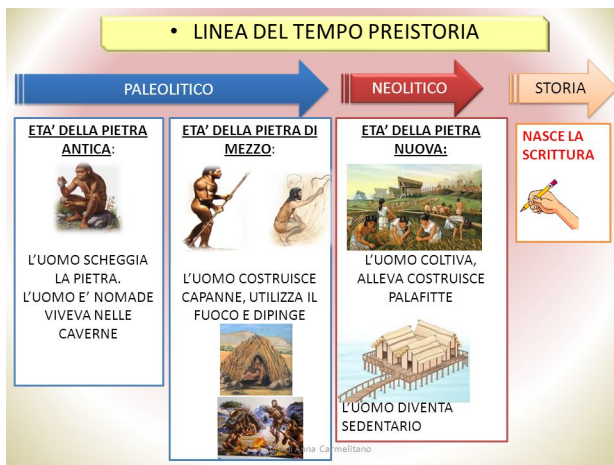 • LINEA DEL TEMPO PREISTORIA
PALEOLITICO
NEOLITICO
STORIA
ETA’ DELLA PIETRA
ANTICA:
L’UOMO SCHEGGIA
LA PIETRA.
L’UOMO E’ NOMADE
VIVEVA NELLE
CAVERNE
ETA’ DELLA PIETRA DI
MEZZO:
L’UOMO COSTRUISCE
CAPANNE, UTILIZZA IL
FUOCO E DIPINGE
ETA’ DELLA PIETRA
NUOVA:
L’UOMO COLTIVA,
ALLEVA COSTRUISCE
PALAFITTE
L’UOMO DIVENTA
SEDENTARIO
NASCE LA
SCRITTURA
Anna Carmelitano